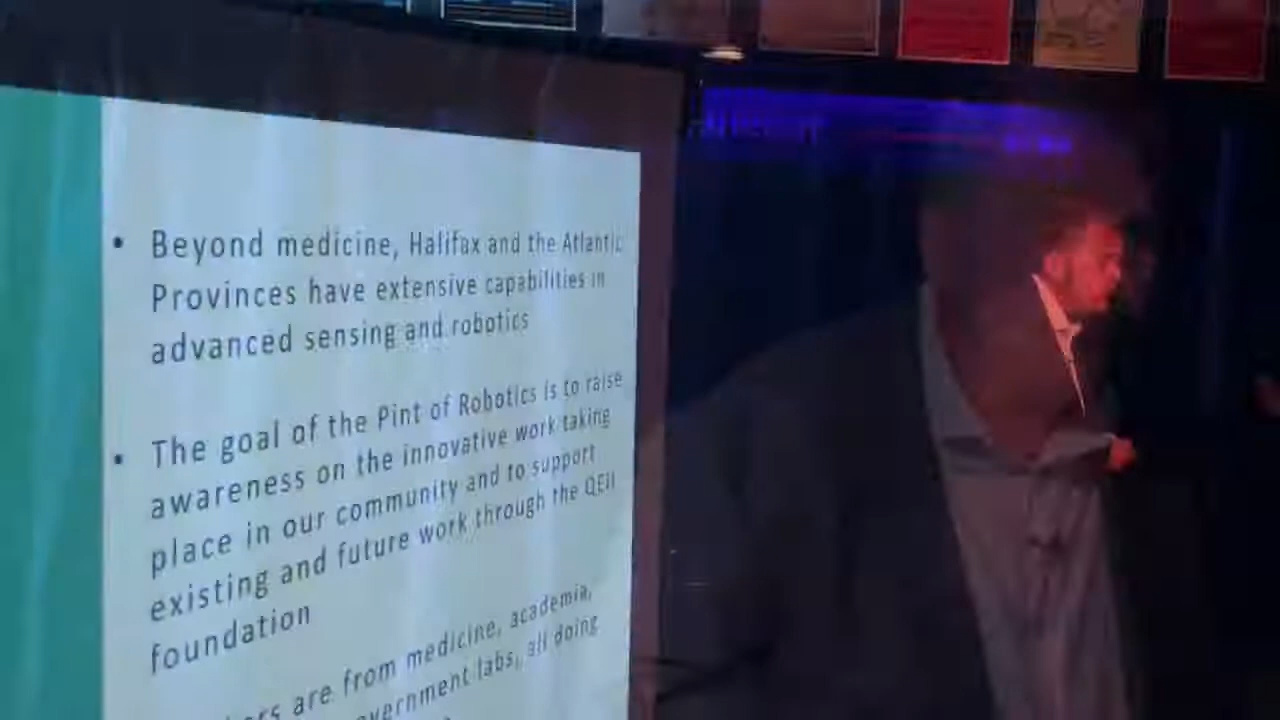 Beyond medicine, Halifax and the Atlantic
Provinces have extensive capabilities in
advanced sensing and robotics
The goal of the Pint of Robotics is to raise
awareness on the innovative work taking
place in our community and to support
existing and future work through the QEII
foundation
are from medicine, academia,
labs, all doing